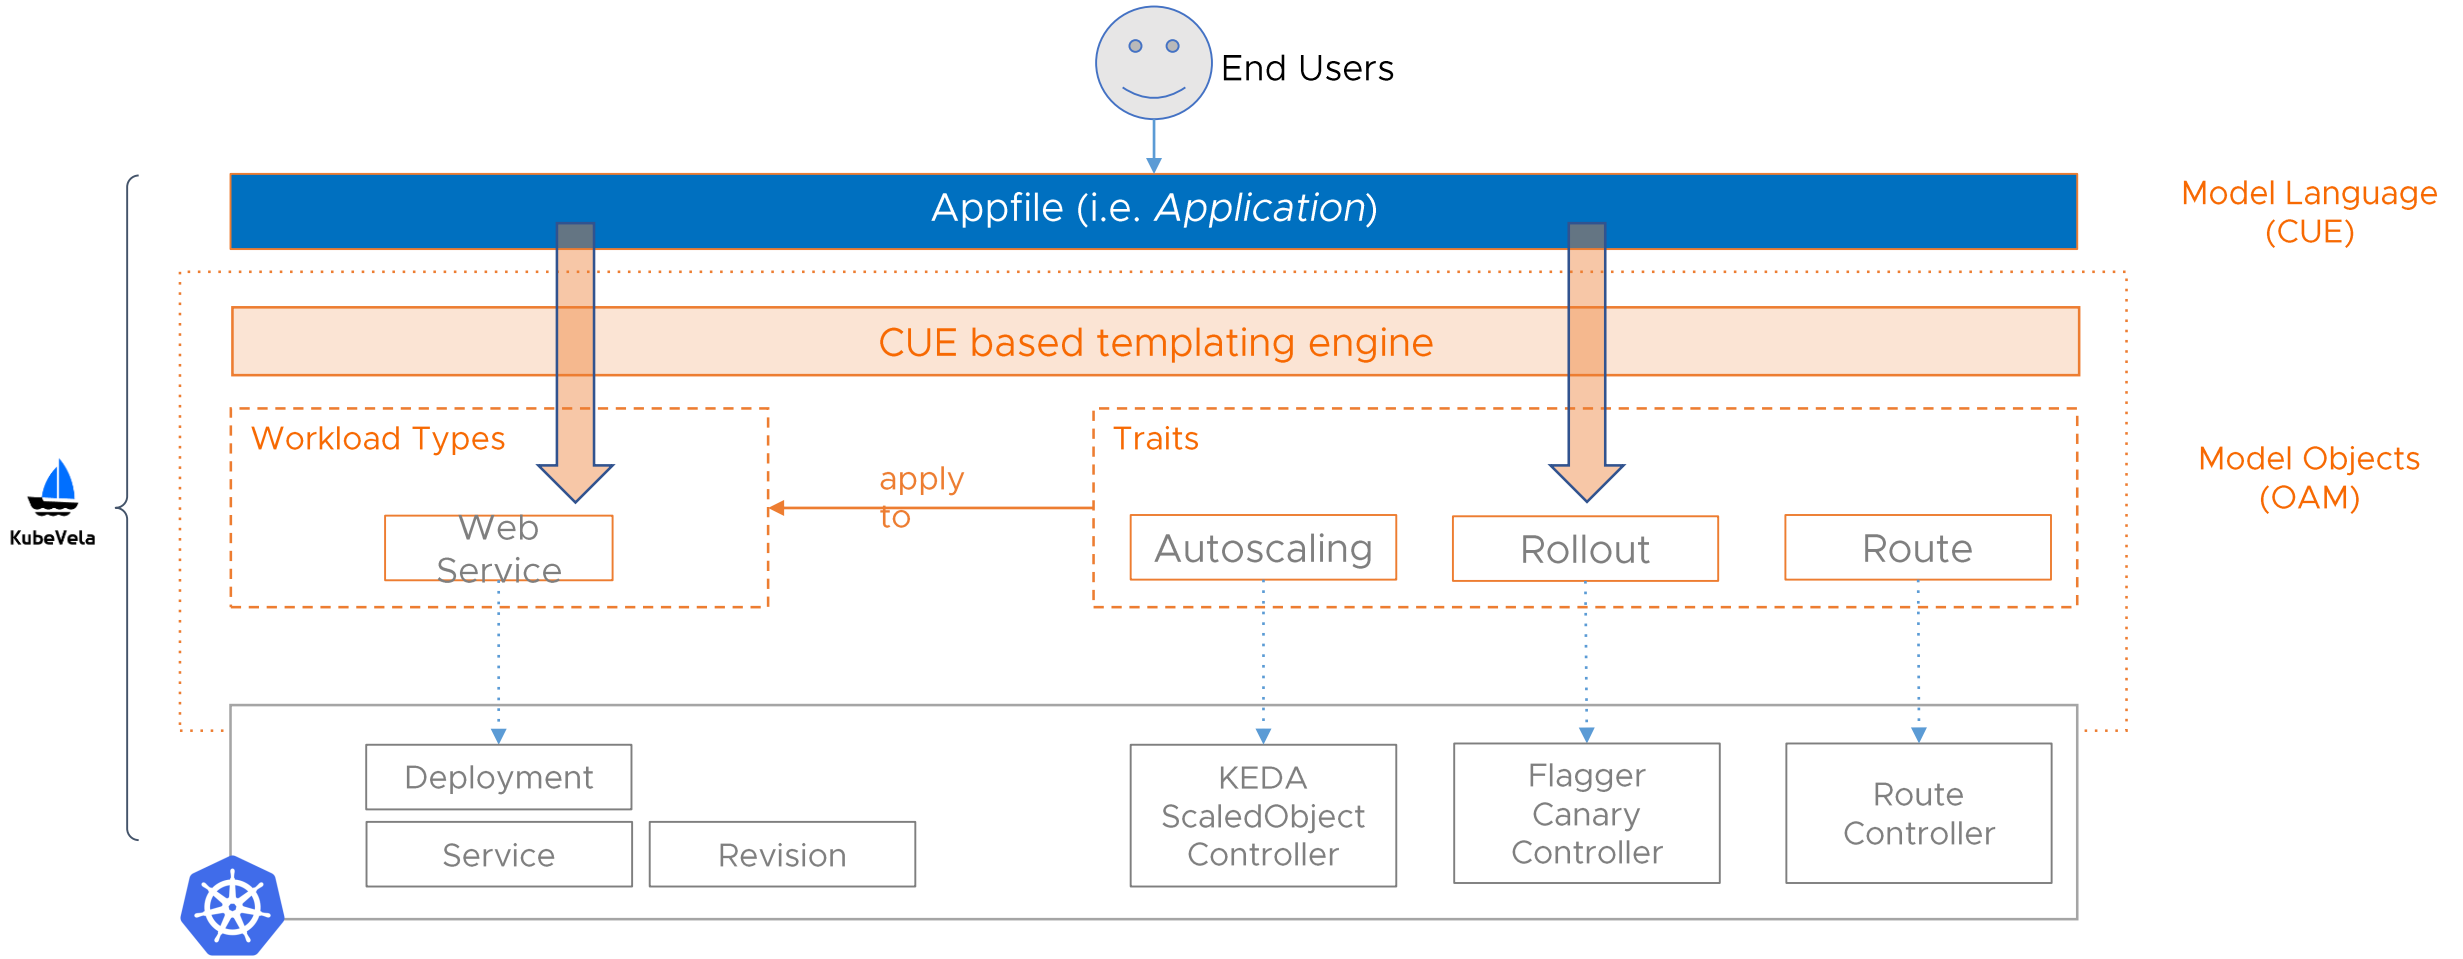 End Users
Appfile (i.e. Application)
Model Language
(CUE)
CUE based templating engine
Workload Types
Traits
apply
to
Model Objects
(OAM)
KubeVela
Web
Service
Autoscaling
Rollout
Route
Deployment
Service
Revision
KEDA
ScaledObject
Controller
Flagger
Canary
Controller
Route
Controller